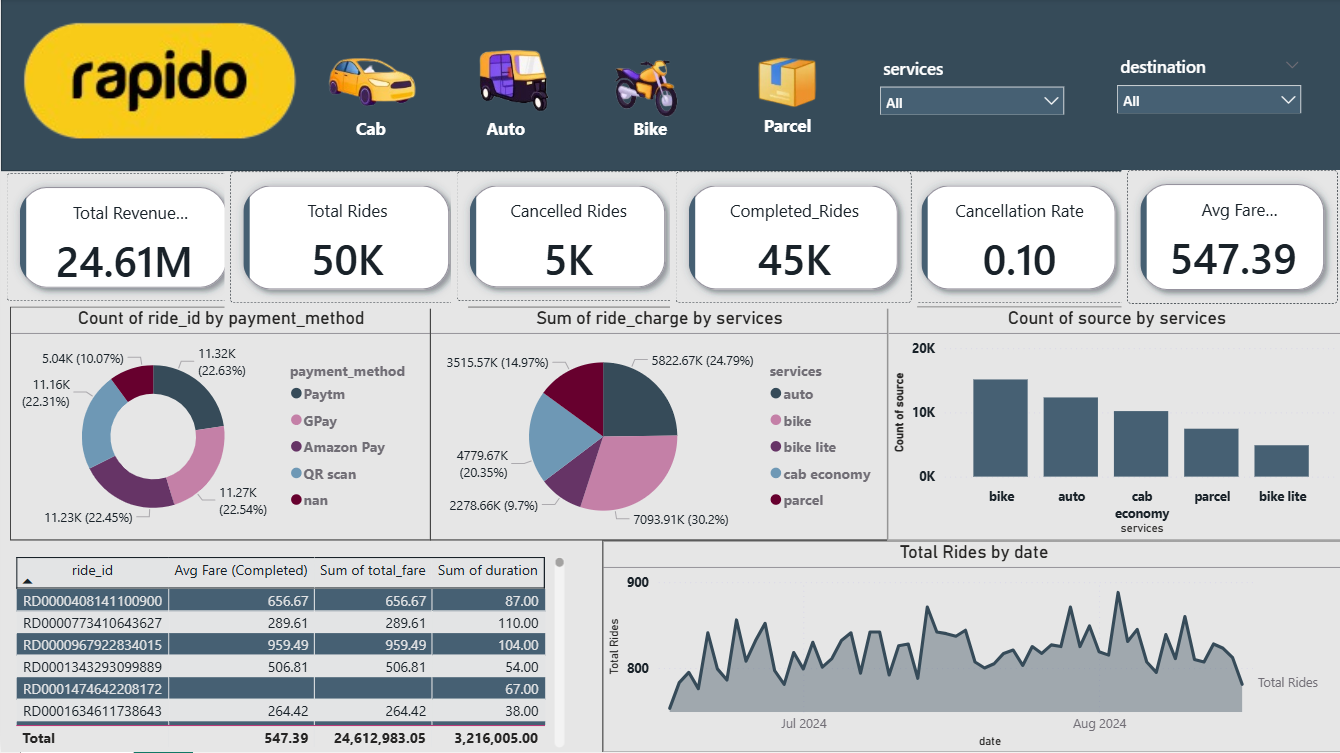 rapido
Cab
Auto
Bike
Parcel
services
All
destination
All
Total Revenue...
24.61M
Total Rides
50K
Cancelled Rides
5K
Completed_Rides
45K
Cancellation Rate
0.10
Avg Fare...
547.39
Count of ride_id by payment_method
5.04K (10.07%)
11.32K
(22.63%)
11.16K
(22.31%)
11.27K
(22.54%)
11.23K (22.45%)
payment_method
Paytm
GPay
Amazon Pay
QR scan
nan
Sum of ride_charge by services
3515.57K (14.97%)
5822.67K (24.79%)
4779.67K
(20.35%)
2278.66K (9.7%)
7093.91K (30.2%)
services
auto
bike
bike lite
cab economy
parcel
Count of source by services
Count of source
20K
10K
0K
bike
auto
cab
economy
parcel
bike lite
services
ride_id Avg Fare (Completed) Sum of total_fare Sum of duration
RD0000408141100900 656.67 656.67 87.00
RD0000773410643627 289.61 289.61 110.00
RD0000967922834015 959.49 959.49 104.00
RD0001343293099889 506.81 506.81 54.00
RD0001474642208172 67.00
RD0001634611738643 264.42 264.42 38.00
Total 547.39 24,612,983.05 3,216,005.00
Total Rides by date
Total Rides
900
800
Jul 2024
Aug 2024
date
Total Rides